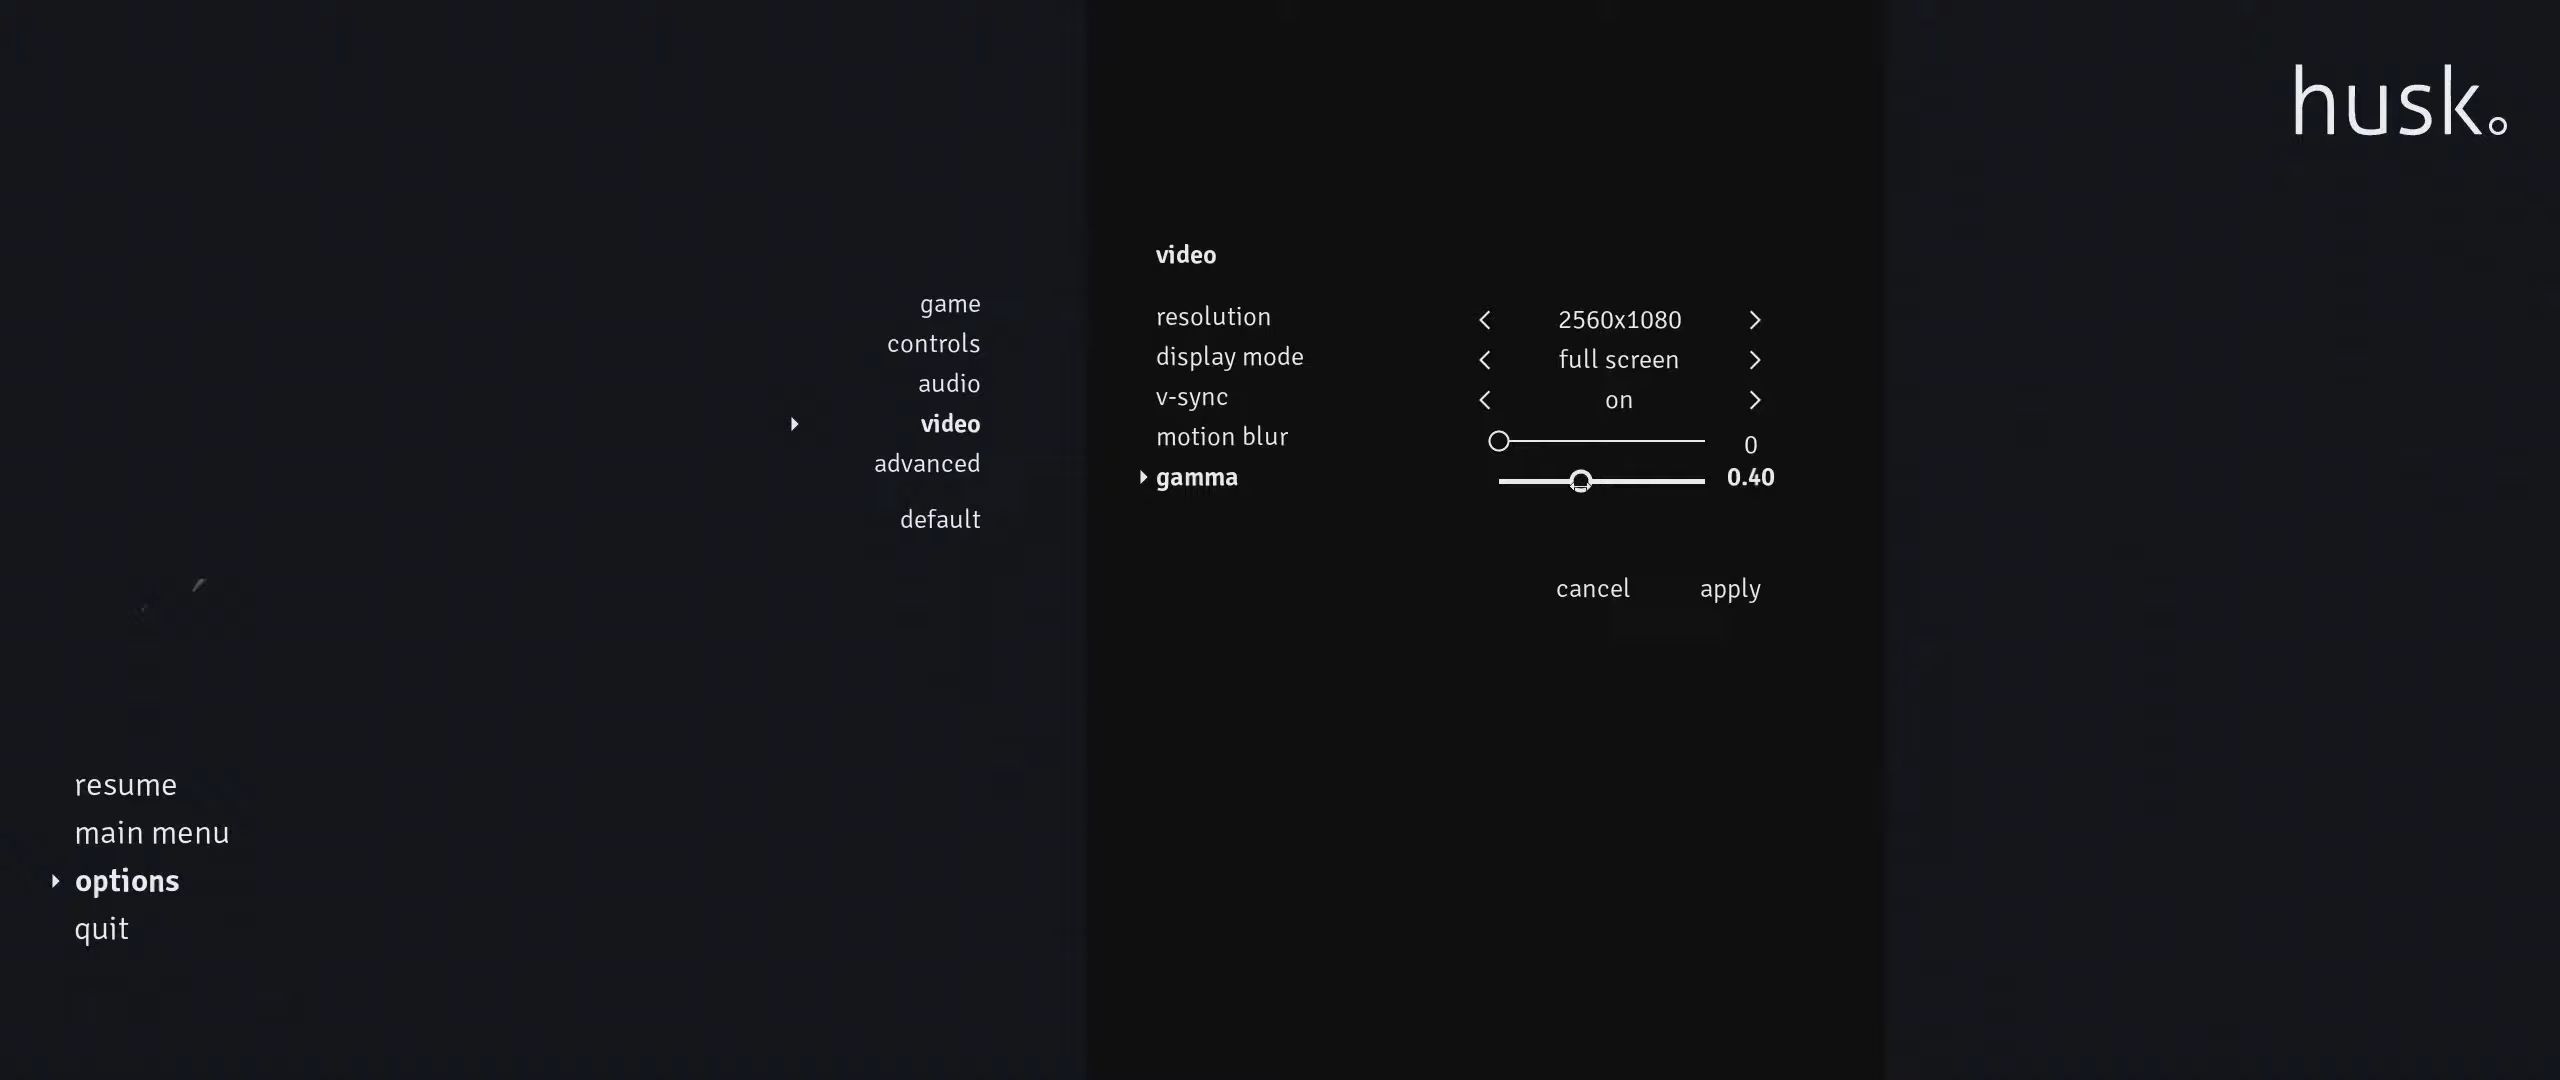 husk.
game
controls
audio
video
advanced
default
video
resolution 2560x1080
display mode full screen
v-sync on
motion blur 0
gamma 0.40
cancel apply
resume
main menu
options
quit